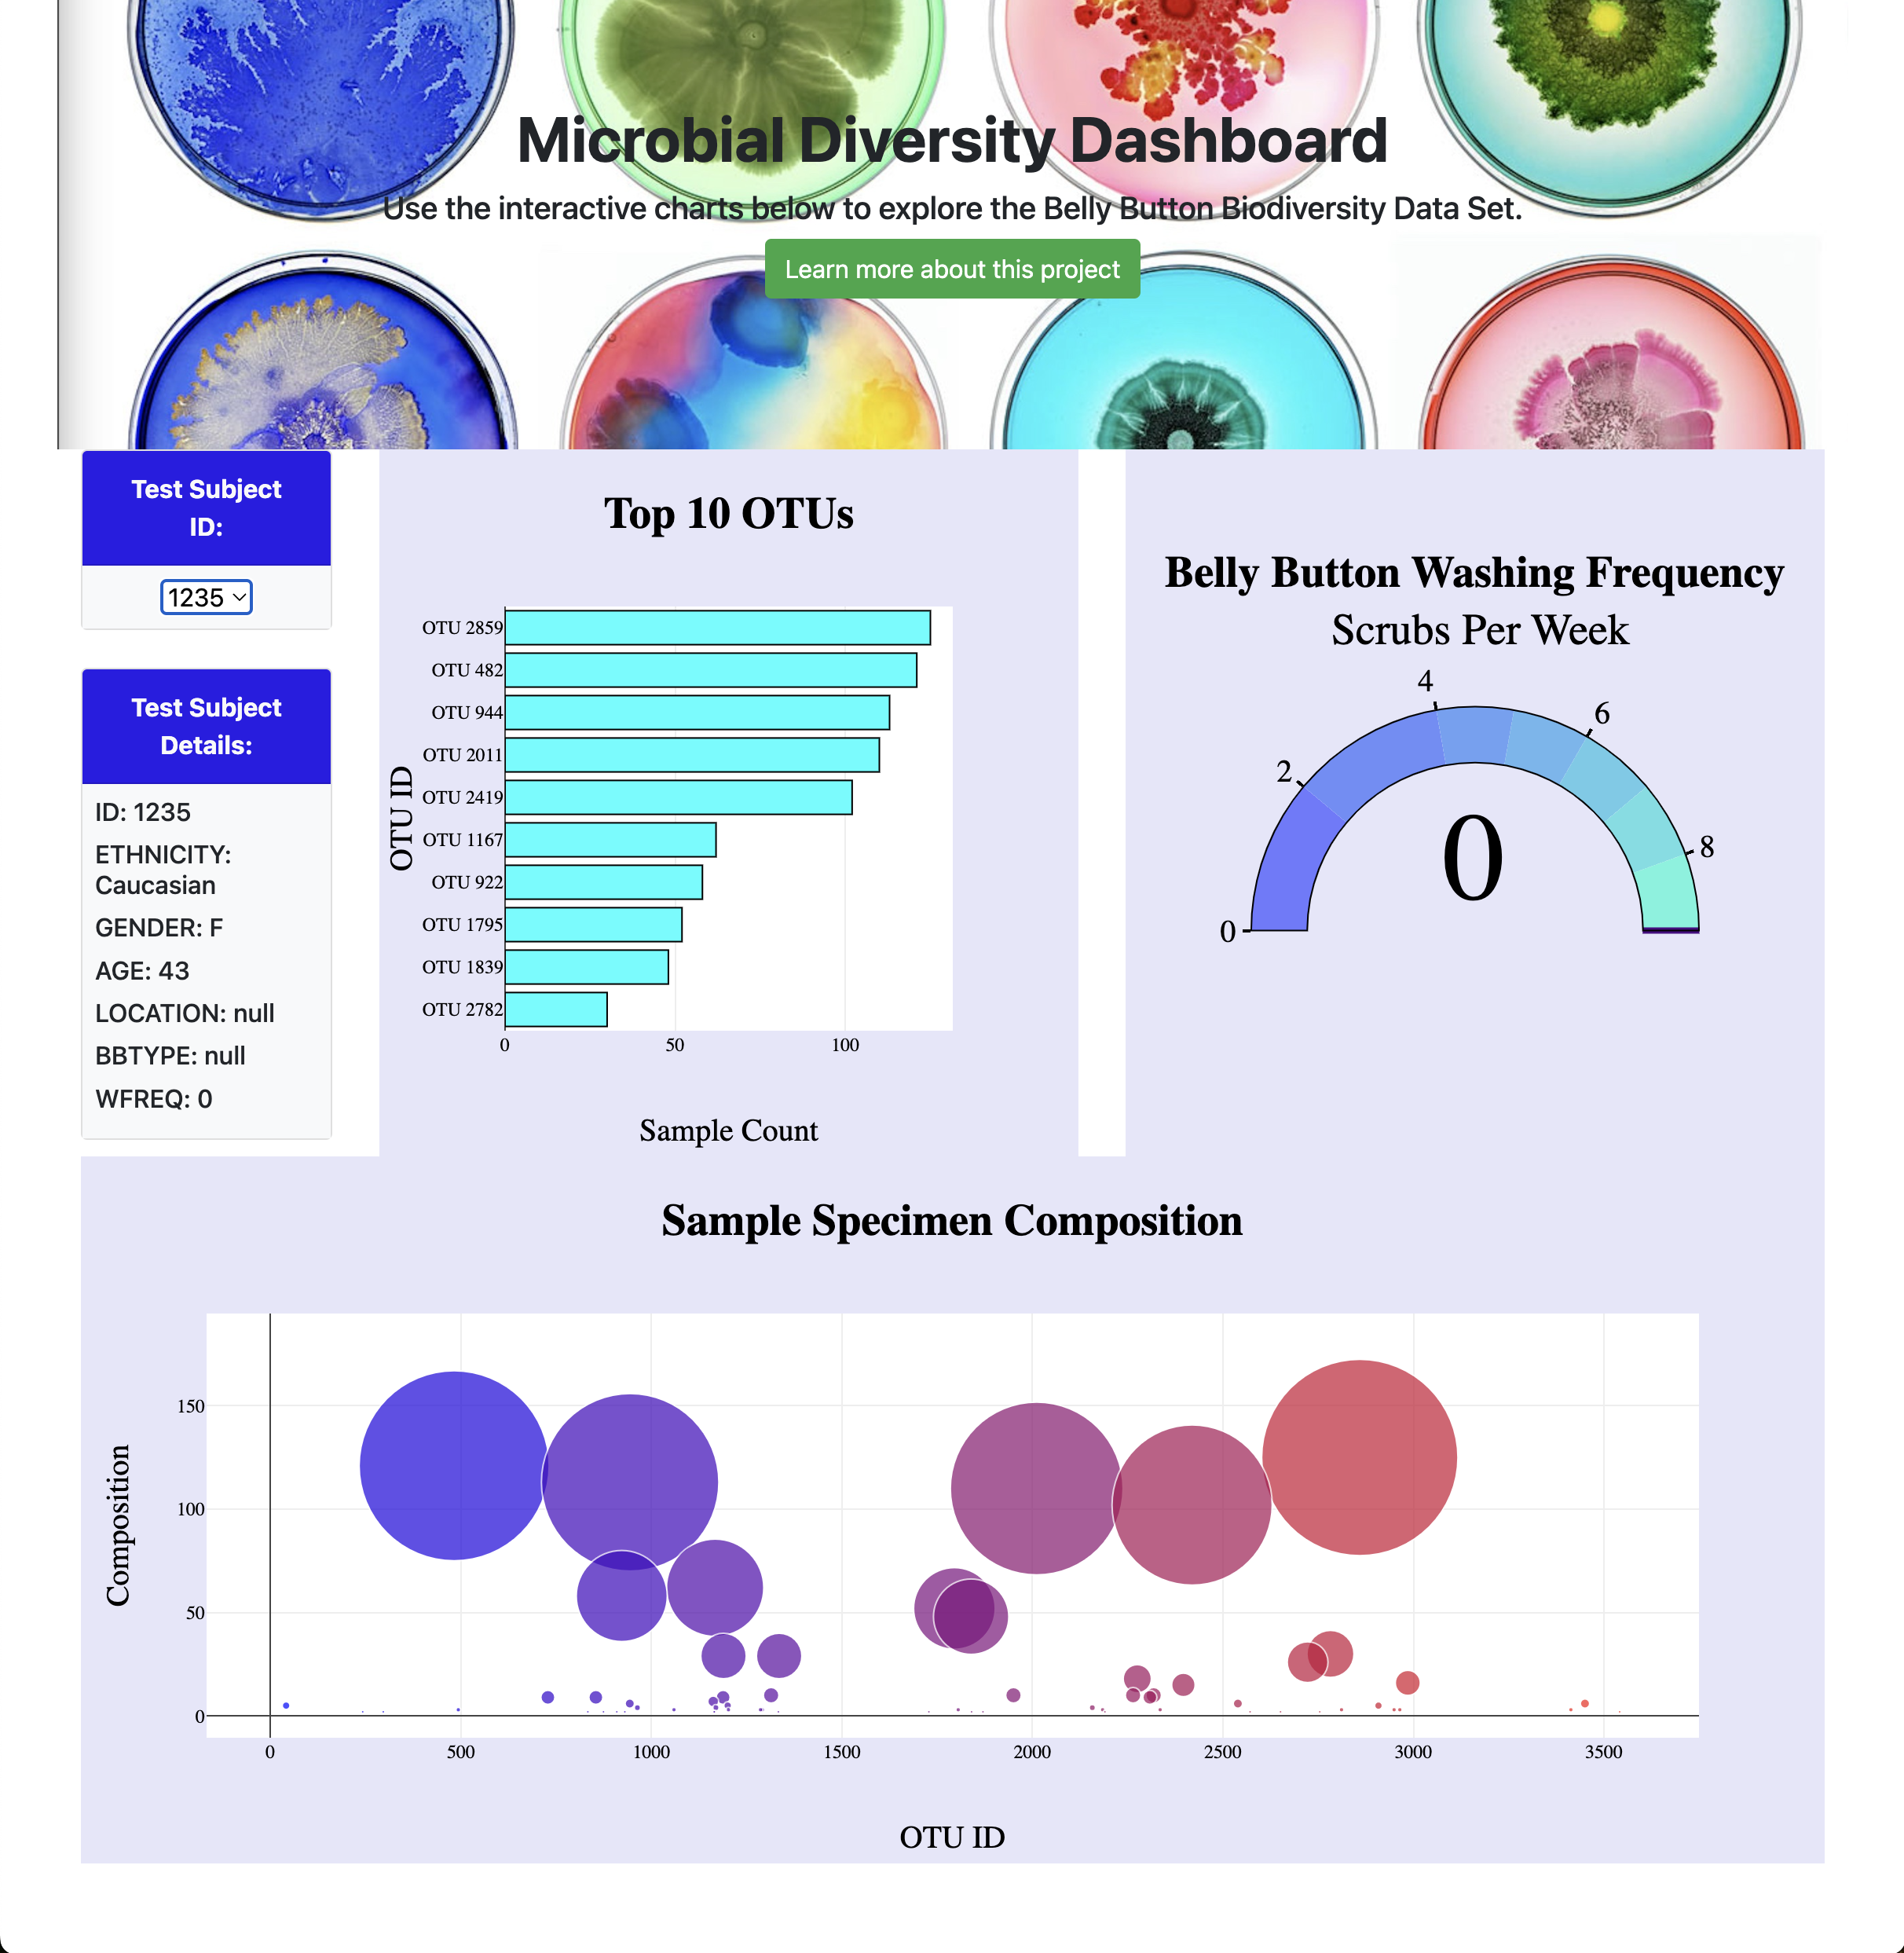 Microbial Diversity Dashboard
Use the interactive charts below to explore the Belly Button Biodiversity Data Set.
Learn more about this project
Test Subject
ID:
1235
Test Subject
Details:
ID: 1235
ETHNICITY:
Caucasian
GENDER: F
AGE: 43
LOCATION: null
BBTYPE: null
WFREQ: 0
Top 10 OTUs
OTU ID
OTU 2859
OTU 482
OTU 944
OTU 2011
OTU 2419
OTU 1167
OTU 922
OTU 1795
OTU 1839
OTU 2782
0 50 100
Sample Count
Belly Button Washing Frequency
Scrubs Per Week
0
2
4
6
8
0
Sample Specimen Composition
Composition
150
100
50
0
0 500 1000 1500 2000 2500 3000 3500
OTU ID